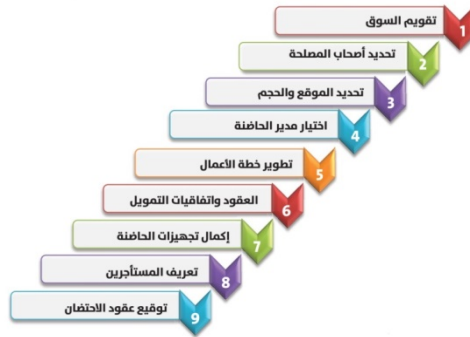 1 تقويم السوق
2 تحديد أصحاب المصلحة
3 تحديد الموقع والحجم
4 اختيار مدير الحاضنة
5 تطوير خطة الأعمال
6 العقود واتفاقيات التمويل
7 إكمال تجهيزات الحاضنة
8 تعريف المستأجرين
9 توقيع عقود الاحتضان